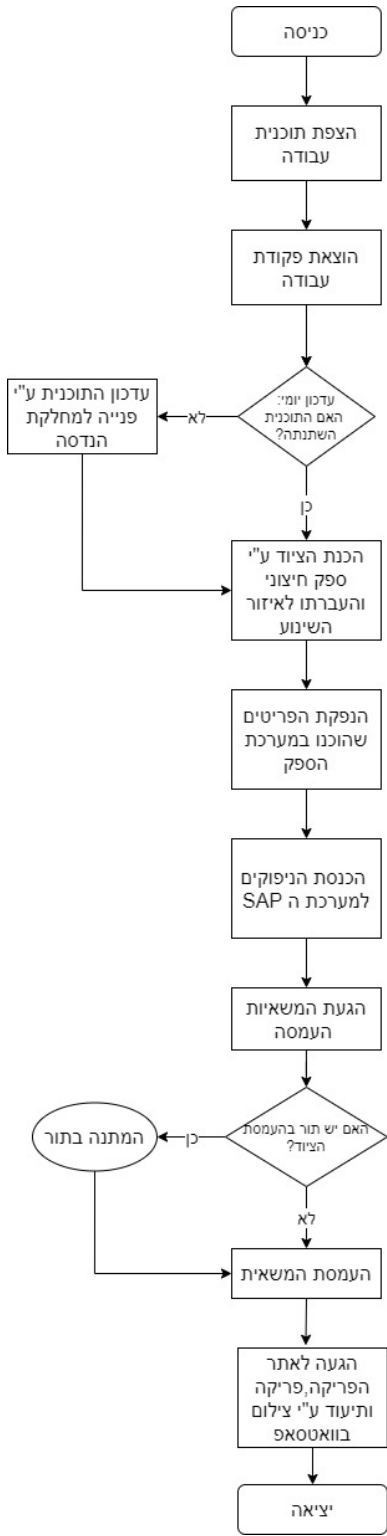 כניסה
הצפת תוכנית
עבודה
הוצאת פקודת
עבודה
עדכון יומי:
האם התוכנית
השתנתה?
לא
עדכון התוכנית ע"י
פנייה למחלקת
הנדסה
כן
הכנת הציוד ע"י
ספק חיצוני
והעברתו לאיזור
השינוע
הנפקת הפריטים
שהוכנו במערכת
הספק
הכנסת הניפוקים
למערכת ה SAP
הגעת המשאיות
העמסה
האם יש תור בהעמסת
הציוד?
כן
המתנה בתור
לא
העמסת המשאית
הגעה לאתר
הפריקה,פריקה
ותיעוד ע"י צילום
בוואטסאפ
יציאה